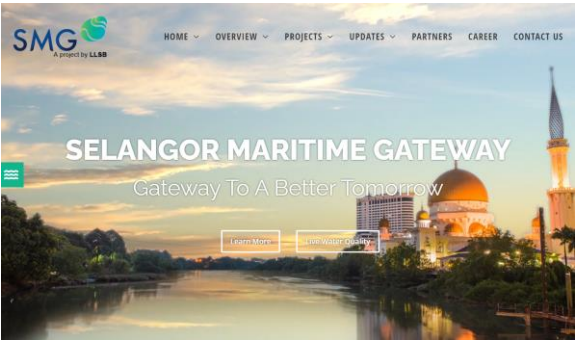 SMG
A project by LLSB
HOME OVERVIEW PROJECTS UPDATES PARTNERS CAREER CONTACT US
SELANGOR MARITIME GATEWAY
Gateway To A Better Tomorrow
Learn More Live Water Quality